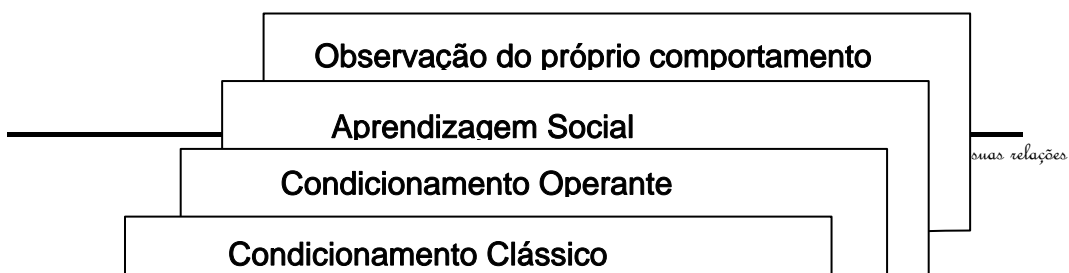 Observação do próprio comportamento
Aprendizagem Social
suas relações
Condicionamento Operante
Condicionamento Clássico